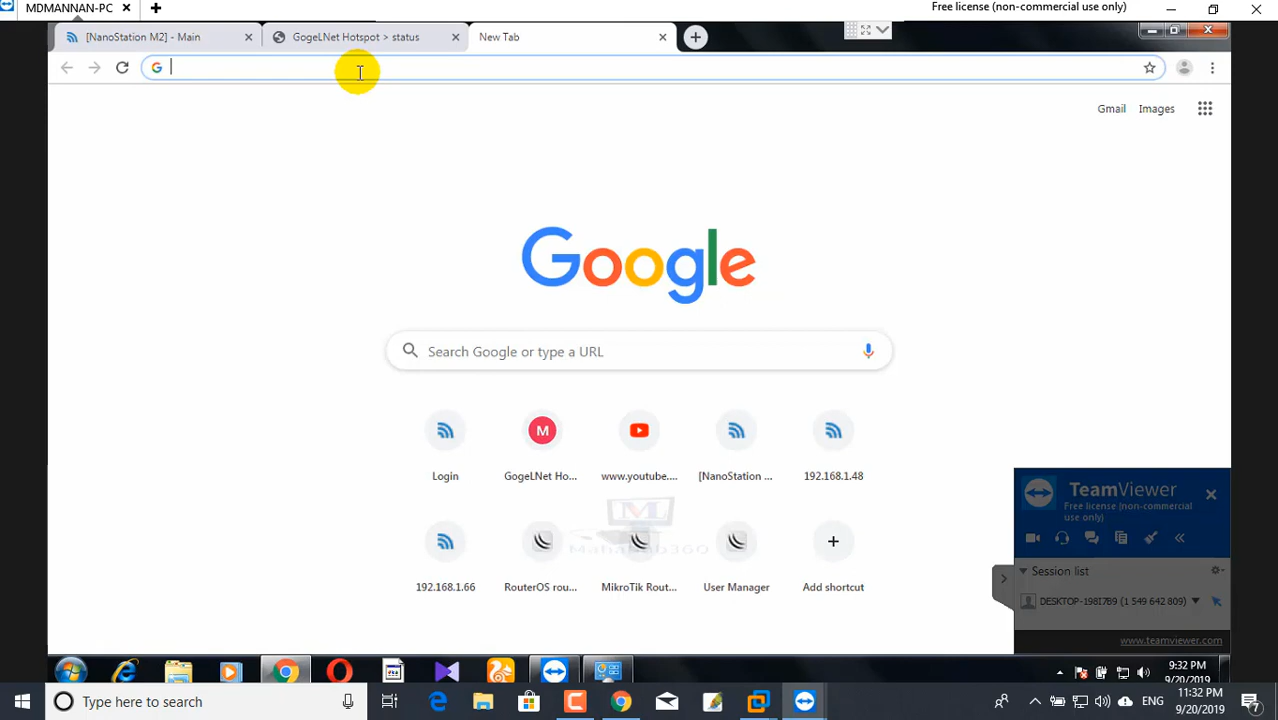 MDMANNAN-PC
Free license (non-commercial use only)
[NanoStation M2] - Main
GogeLNet Hotspot > status
New Tab
Gmail
Images
Google
Search Google or type a URL
M
Login
GogeLNet Ho...
www.youtube....
[NanoStation ...
192.168.1.48
192.168.1.66
RouterOS rou...
MikroTik Rout...
User Manager
Add shortcut
TeamViewer
Free license (non-commercial
use only)
Session list
DESKTOP-198I7B9 (1 549 642 809)
www.teamviewer.com
9:32 PM
9/20/2019
Type here to search
ENG
11:32 PM
9/20/2019
7